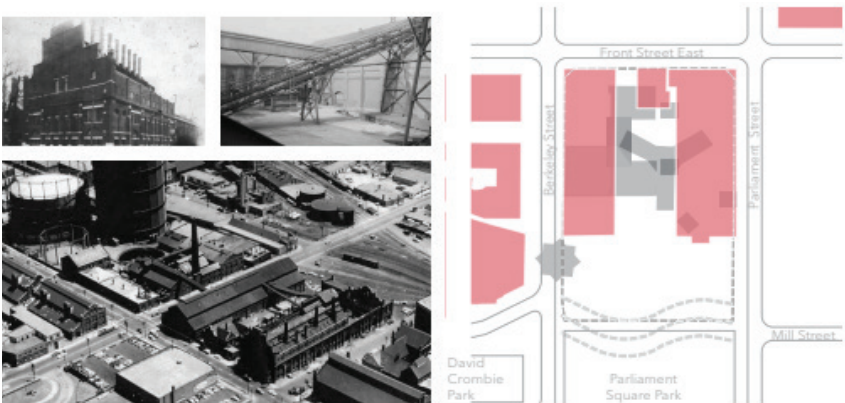 Front Street East
Berkeley Street
Parliament Street
Mill Street
David
Crombie
Park
Parliament
Square Park